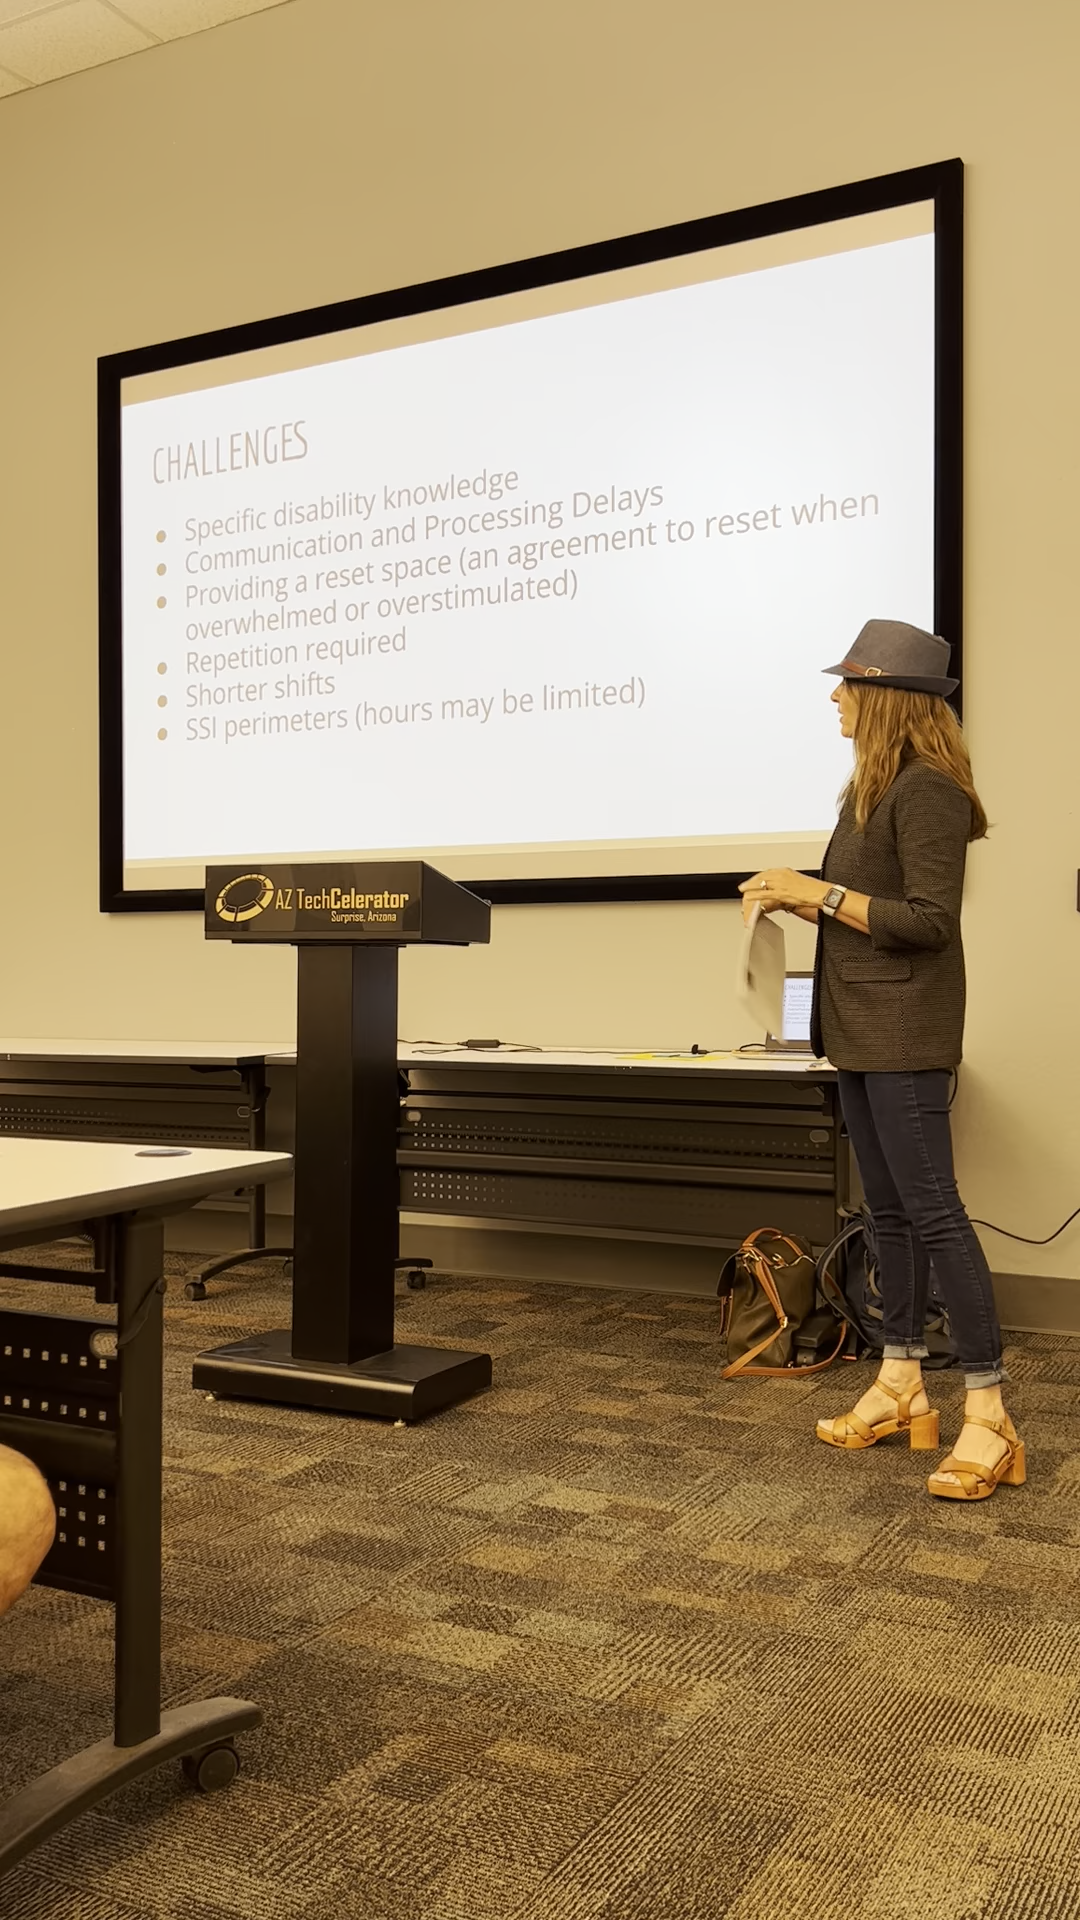 CHALLENGES
● Specific disability knowledge
● Communication and Processing Delays
● Providing a reset space (an agreement to reset when
overwhelmed or overstimulated)
● Repetition required
● Shorter shifts
● SSI perimeters (hours may be limited)
AZ TechCelerator
Surprise, Arizona
CHALLENGES